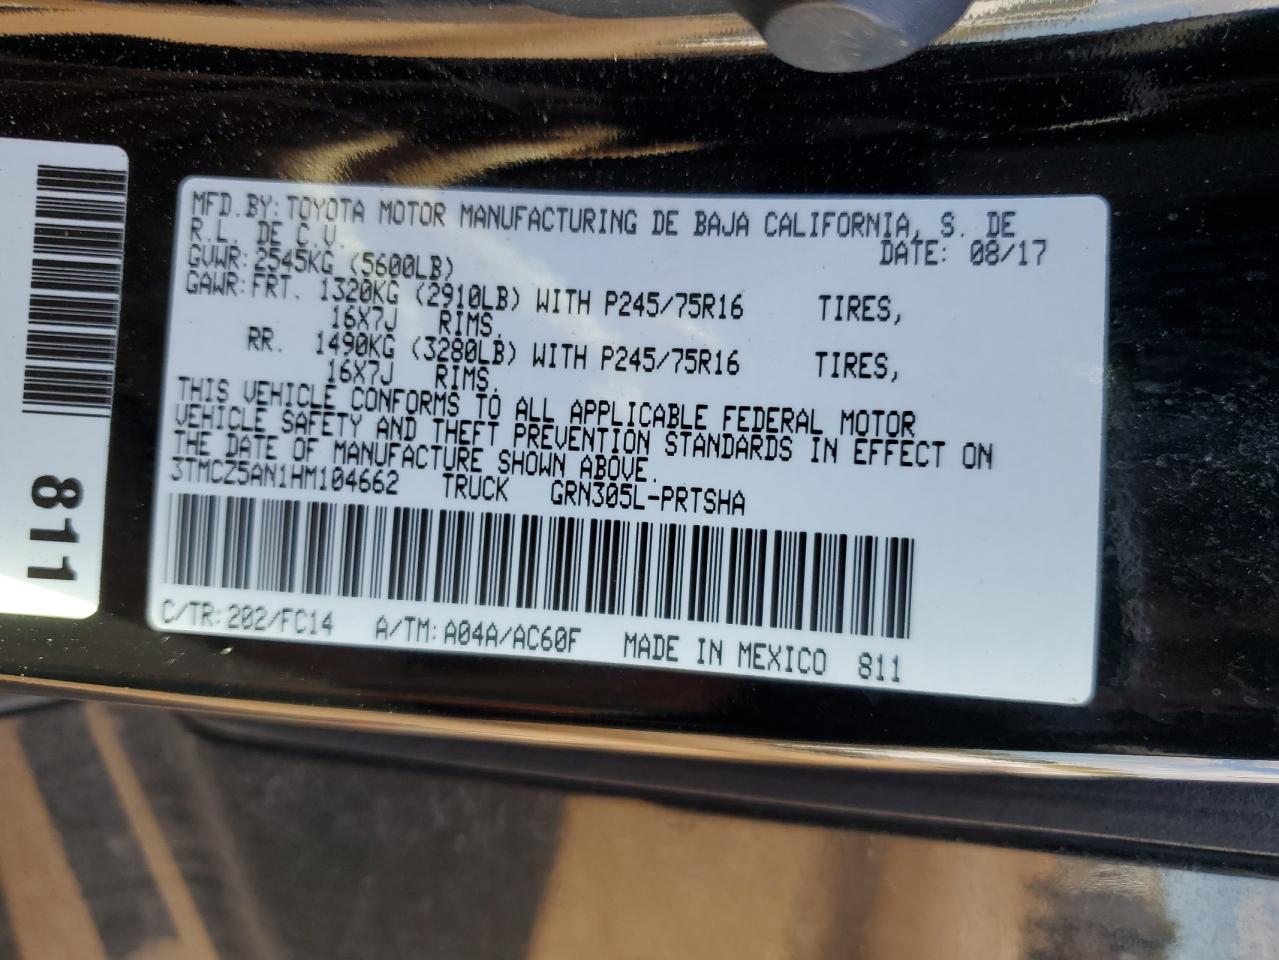 MFD.BY: TOYOTA MOTOR MANUFACTURING DE BAJA CALIFORNIA, S. DE
R.L. DE C.V. DATE: 08/17
GVWR: 2545KG (5600LB)
GAWR: FRT. 1320KG (2910LB) WITH P245/75R16 TIRES,
16X7J RIMS.
RR. 1490KG (3280LB) WITH P245/75R16 TIRES,
16X7J RIMS.
THIS VEHICLE CONFORMS TO ALL APPLICABLE FEDERAL MOTOR
VEHICLE SAFETY AND THEFT PREVENTION STANDARDS IN EFFECT ON
THE DATE OF MANUFACTURE SHOWN ABOVE.
3TMCZ5AN1HM104662 TRUCK GRN305L-PRTSHA
C/TR: 202/FC14 A/TM: A04A/AC60F MADE IN MEXICO 811
811